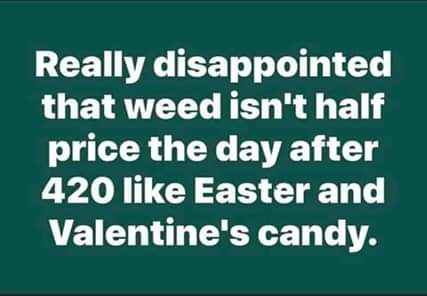 Really disappointed
that weed isn't half
price the day after
420 like Easter and
Valentine's candy.